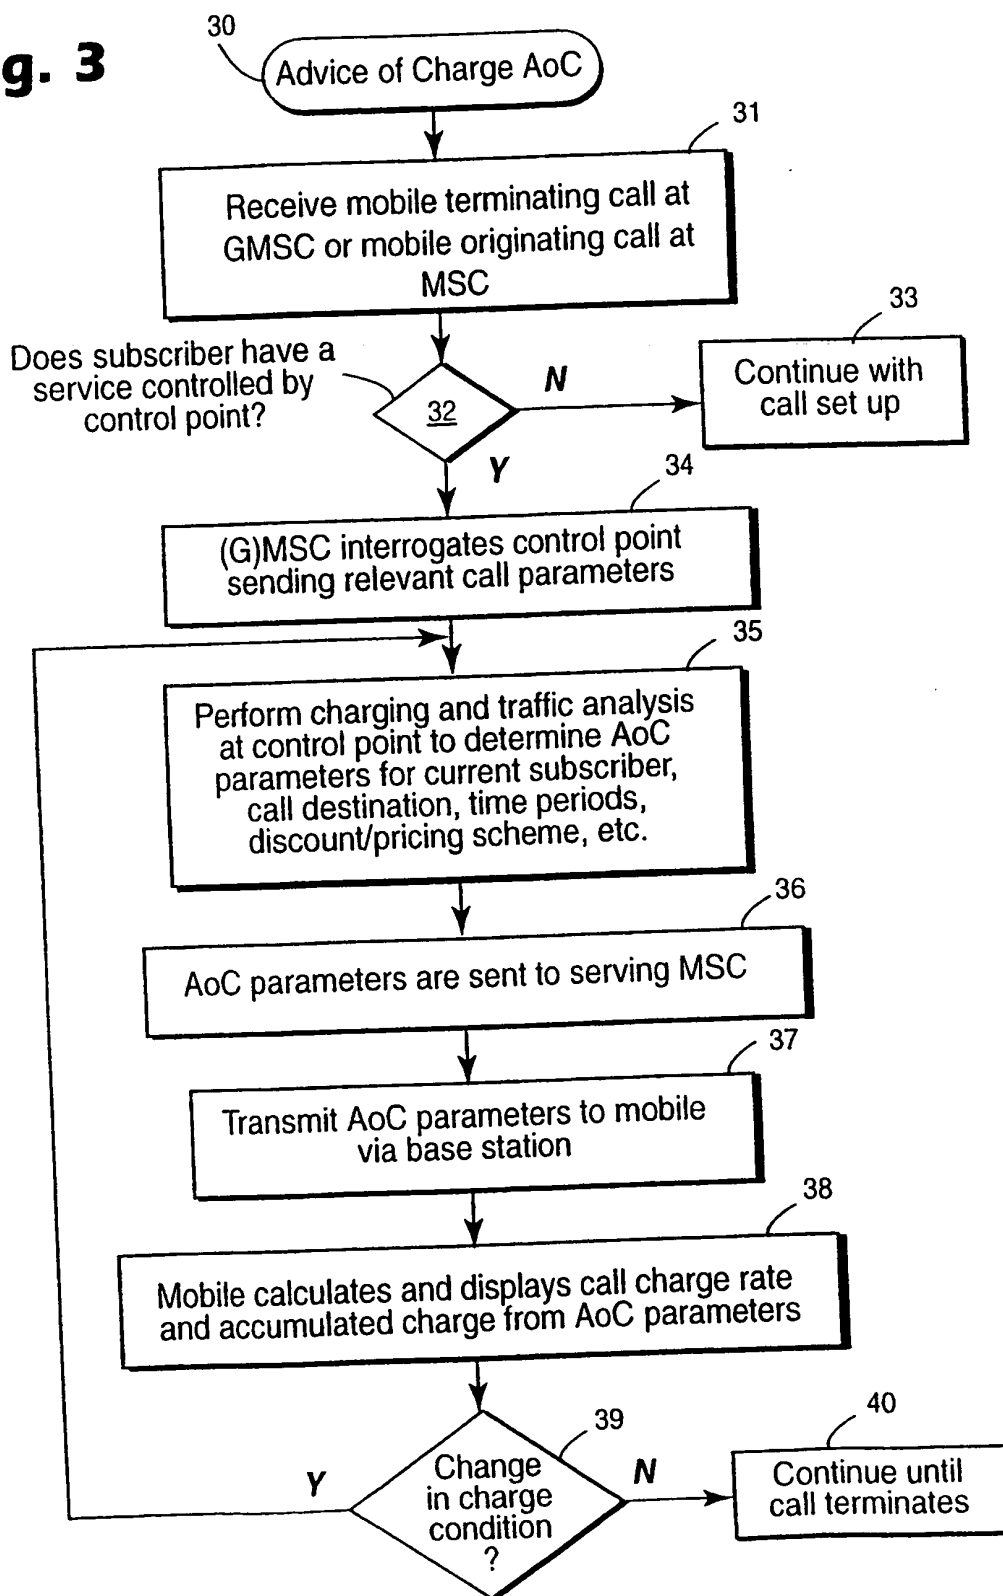 g. 3
30
Advice of Charge AoC
31
Receive mobile terminating call at
GMSC or mobile originating call at
MSC
Does subscriber have a
service controlled by
control point?
32
N
33
Continue with
call set up
Y
34
(G)MSC interrogates control point
sending relevant call parameters
35
Perform charging and traffic analysis
at control point to determine AoC
parameters for current subscriber,
call destination, time periods,
discount/pricing scheme, etc.
36
AoC parameters are sent to serving MSC
37
Transmit AoC parameters to mobile
via base station
38
Mobile calculates and displays call charge rate
and accumulated charge from AoC parameters
39
Change
in charge
condition
?
Y
N
40
Continue until
call terminates